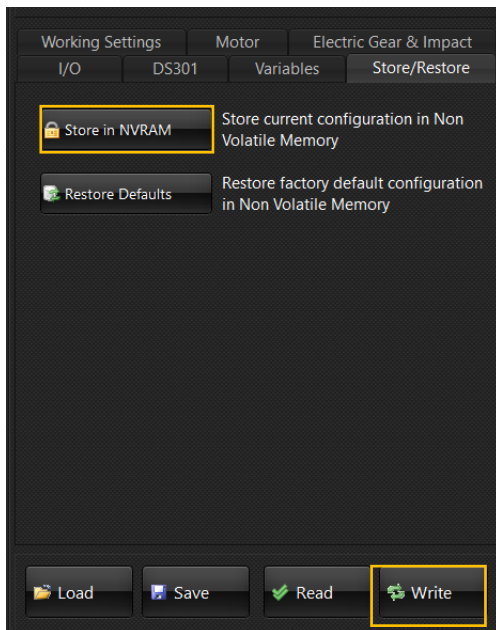 Working Settings Motor Electric Gear & Impact
I/O DS301 Variables Store/Restore
Store in NVRAM
Store current configuration in Non
Volatile Memory
Restore Defaults
Restore factory default configuration
in Non Volatile Memory
Load Save Read Write